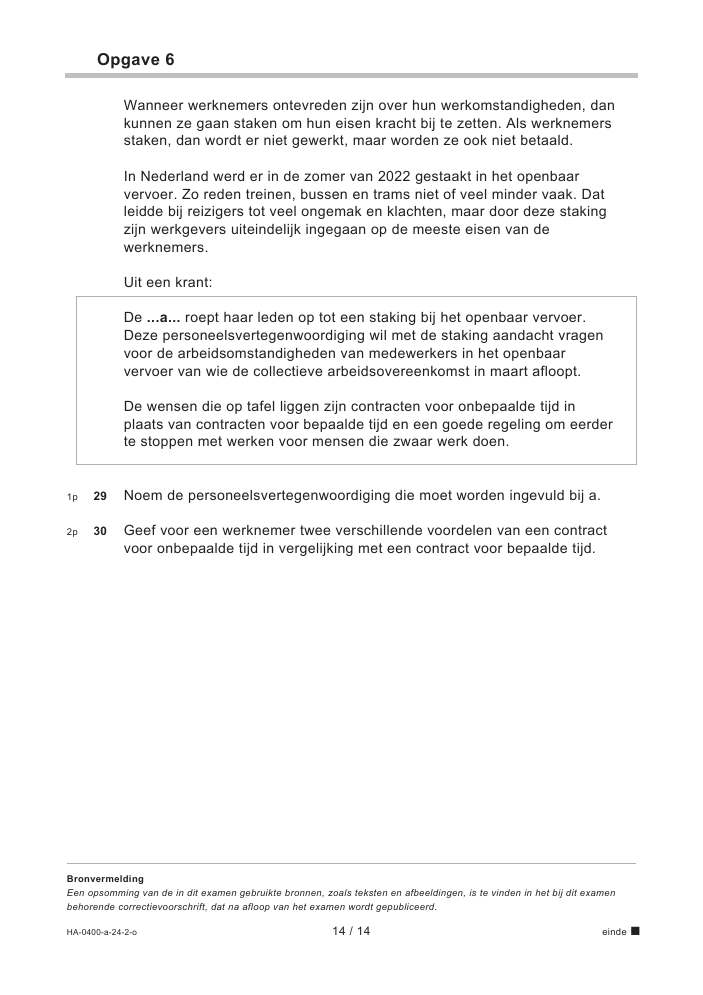 Opgave 6
Wanneer werknemers ontevreden zijn over hun werkomstandigheden, dan
kunnen ze gaan staken om hun eisen kracht bij te zetten. Als werknemers
staken, dan wordt er niet gewerkt, maar worden ze ook niet betaald.
In Nederland werd er in de zomer van 2022 gestaakt in het openbaar
vervoer. Zo reden treinen, bussen en trams niet of veel minder vaak. Dat
leidde bij reizigers tot veel ongemak en klachten, maar door deze staking
zijn werkgevers uiteindelijk ingegaan op de meeste eisen van de
werknemers.
Uit een krant:
De ...a... roept haar leden op tot een staking bij het openbaar vervoer.
Deze personeelsvertegenwoordiging wil met de staking aandacht vragen
voor de arbeidsomstandigheden van medewerkers in het openbaar
vervoer van wie de collectieve arbeidsovereenkomst in maart afloopt.
De wensen die op tafel liggen zijn contracten voor onbepaalde tijd in
plaats van contracten voor bepaalde tijd en een goede regeling om eerder
te stoppen met werken voor mensen die zwaar werk doen.
1p 29 Noem de personeelsvertegenwoordiging die moet worden ingevuld bij a.
2p 30 Geef voor een werknemer twee verschillende voordelen van een contract
voor onbepaalde tijd in vergelijking met een contract voor bepaalde tijd.
Bronvermelding
Een opsomming van de in dit examen gebruikte bronnen, zoals teksten en afbeeldingen, is te vinden in het bij dit examen
behorende correctievoorschrift, dat na afloop van het examen wordt gepubliceerd.
HA-0400-a-24-2-o 14 / 14 einde ■